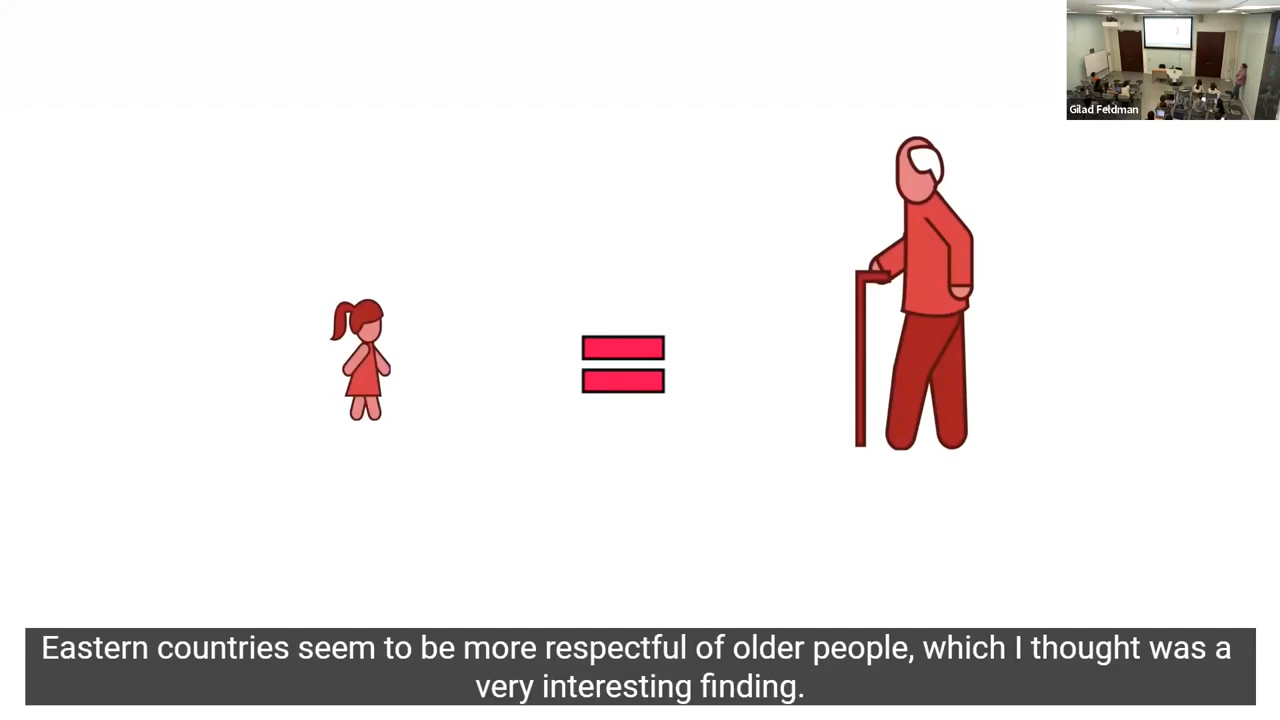 Gilad Feldman
Eastern countries seem to be more respectful of older people, which I thought was a
very interesting finding.